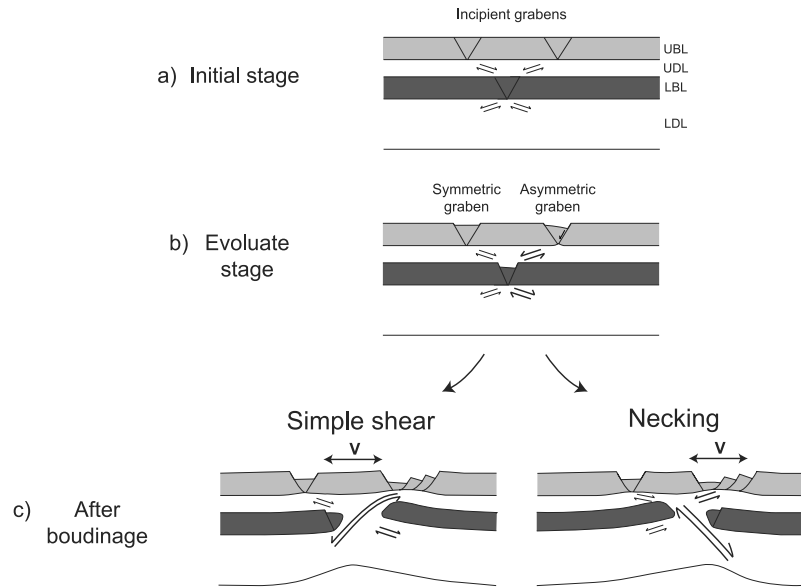 Incipient grabens
a) Initial stage
UBL
UDL
LBL
LDL
Symmetric
graben
Asymmetric
graben
b) Evoluate
stage
Simple shear
Necking
V
V
c) After
boudinage